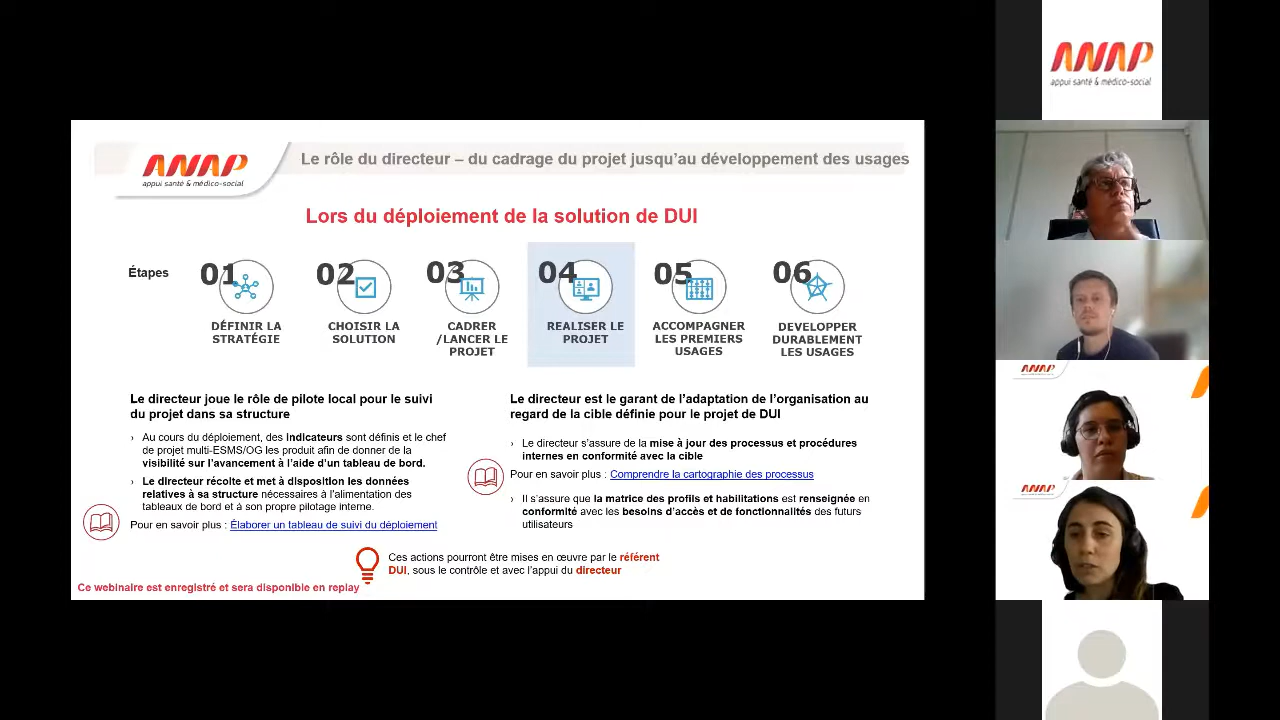 ANAP
appui santé & médico-social
ANAP
appui santé & médico-social
Le rôle du directeur – du cadrage du projet jusqu'au développement des usages
Lors du déploiement de la solution de DUI
Étapes
01
02
03
04
05
06
DÉFINIR LA
STRATÉGIE
CHOISIR LA
SOLUTION
CADRER
/LANCER LE
PROJET
REALISER LE
PROJET
ACCOMPAGNER
LES PREMIERS
USAGES
DEVELOPPER
DURABLEMENT
LES USAGES
Le directeur joue le rôle de pilote local pour le suivi
du projet dans sa structure
› Au cours du déploiement, des indicateurs sont définis et le chef
de projet multi-ESMS/OG les produit afin de donner de la
visibilité sur l'avancement à l'aide d'un tableau de bord.
› Le directeur récolte et met à disposition les données
relatives à sa structure nécessaires à l'alimentation des
tableaux de bord et à son propre pilotage interne.
Pour en savoir plus : Élaborer un tableau de suivi du déploiement
Le directeur est le garant de l'adaptation de l'organisation au
regard de la cible définie pour le projet de DUI
› Le directeur s'assure de la mise à jour des processus et procédures
internes en conformité avec la cible
Pour en savoir plus : Comprendre la cartographie des processus
› Il s'assure que la matrice des profils et habilitations est renseignée en
conformité avec les besoins d'accès et de fonctionnalités des futurs
utilisateurs
Ces actions pourront être mises en œuvre par le référent
DUI, sous le contrôle et avec l'appui du directeur
Ce webinaire est enregistré et sera disponible en replay
ANAP
ANAP